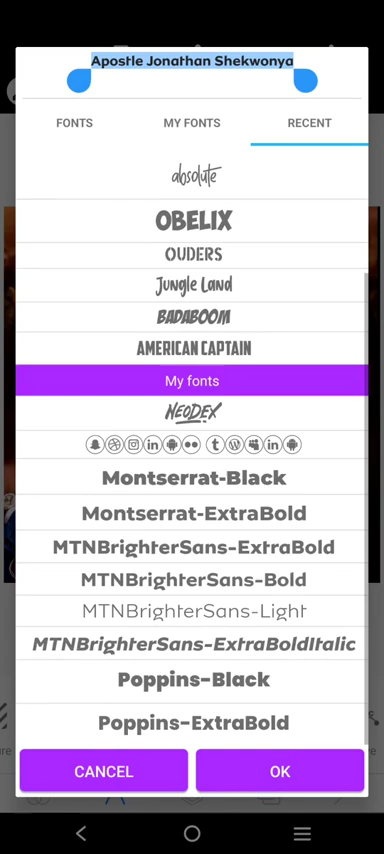 Apostle Jonathan Shekwonya
FONTS
MY FONTS
RECENT
absolute
OBELIX
OUDERS
Jungle Land
BADABOOM
AMERICAN CAPTAIN
My fonts
NEODEX
Montserrat-Black
Montserrat-ExtraBold
MTNBrighterSans-ExtraBold
MTNBrighterSans-Bold
MTNBrighterSans-Light
MTNBrighterSans-ExtraBoldItalic
Poppins-Black
Poppins-ExtraBold
CANCEL
OK